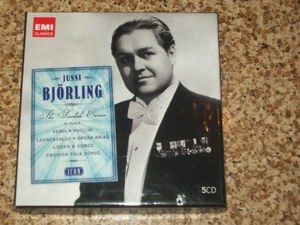 EMI
CLASSICS
JUSSI
BJÖRLING
The Swedish Caruso
VERDI • PUCCINI
LEONCAVALLO • OPERA ARIAS
LIEDER & SONGS
SWEDISH FOLK SONGS
ICON
5CD